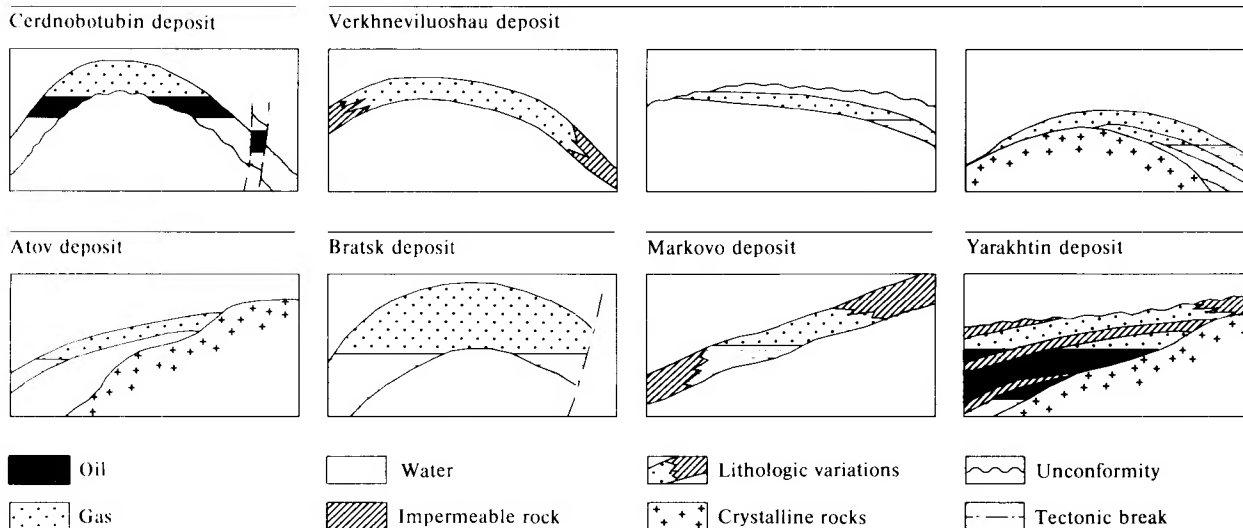 Cerdnobotubin deposit
Verkhneviluoshau deposit
Atov deposit
Bratsk deposit
Markovo deposit
Yarakhtin deposit
Oil
Water
Lithologic variations
Unconformity
Gas
Impermeable rock
Crystalline rocks
Tectonic break